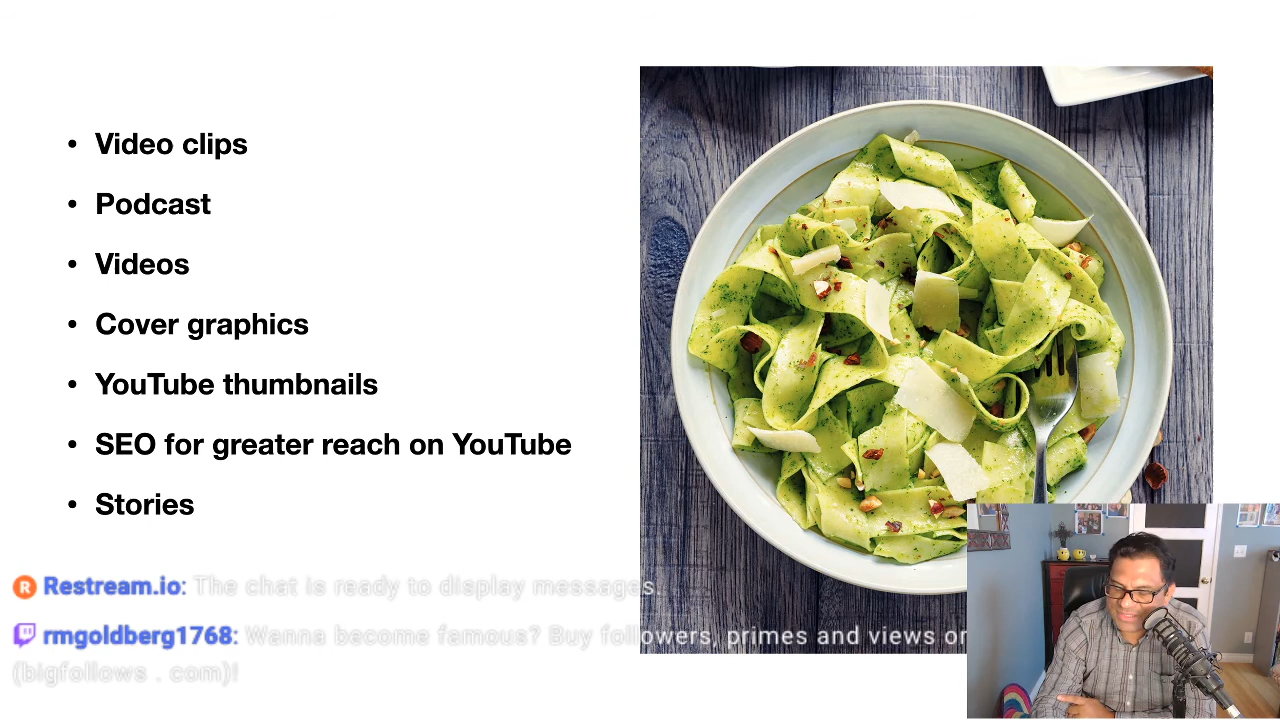 • Video clips
• Podcast
• Videos
• Cover graphics
• YouTube thumbnails
• SEO for greater reach on YouTube
• Stories
R Restream.io: The chat is ready to display messages.
rmgoldberg1768: Wanna become famous? Buy followers, primes and views on
(bigfollows . com)!